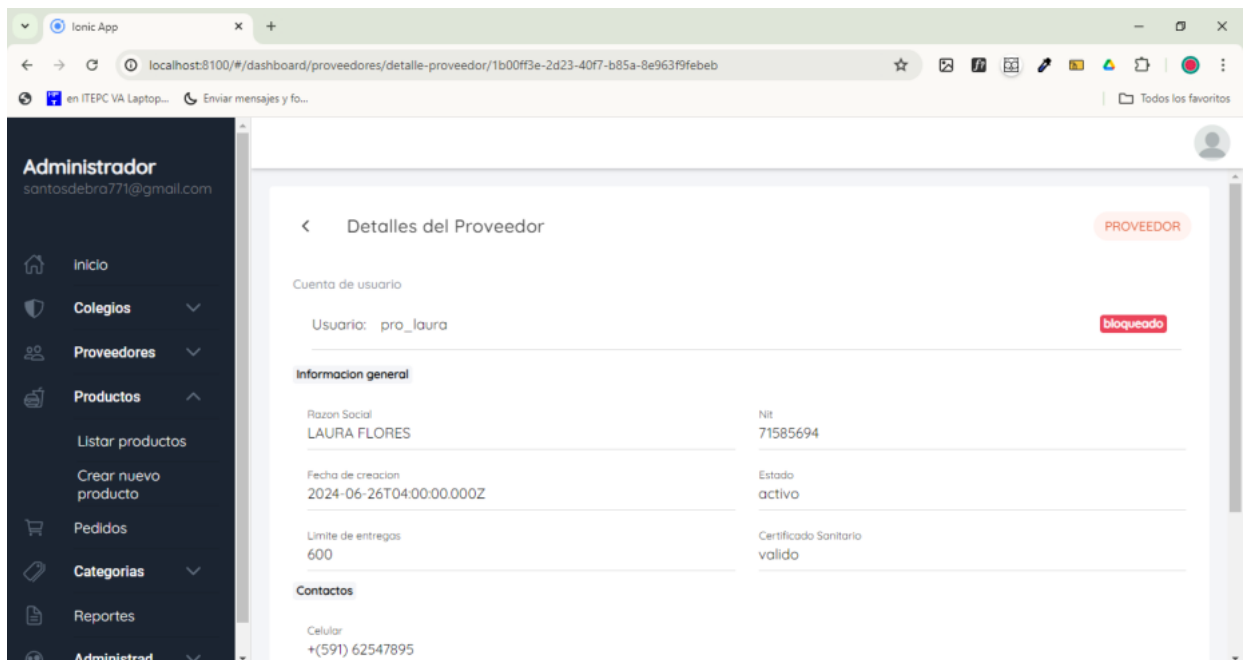 Ionic App
localhost:8100/#/dashboard/proveedores/detalle-proveedor/1b00ff3e-2d23-40f7-b85a-8e963f9febeb
en ITEPC VA Laptop... Enviar mensajes y fo... Todos los favoritos
Administrador
santosdebra771@gmail.com
inicio
Colegios
Proveedores
Productos
Listar productos
Crear nuevo
producto
Pedidos
Categorias
Reportes
Administrad
Detalles del Proveedor PROVEEDOR
Cuenta de usuario
Usuario: pro_laura bloqueado
Informacion general
Razon Social Nit
LAURA FLORES 71585694
Fecha de creacion Estado
2024-06-26T04:00:00.000Z activo
Limite de entregas Certificado Sanitario
600 valido
Contactos
Celular
+(591) 62547895